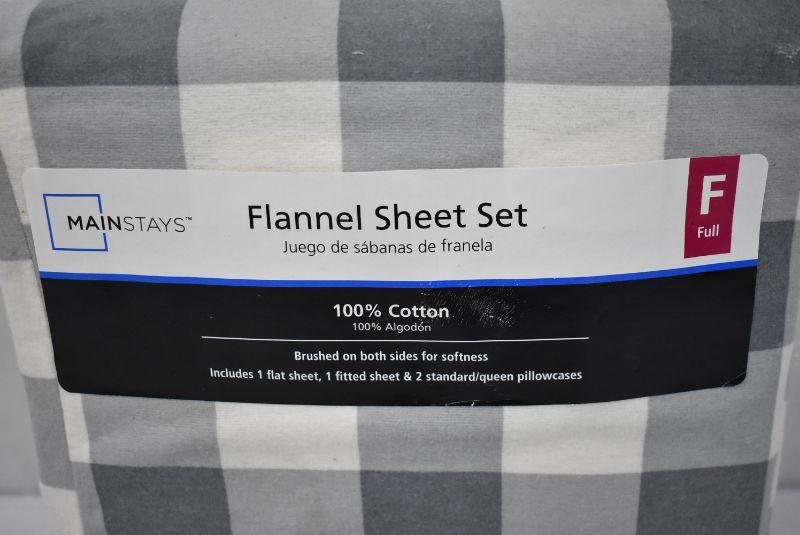 MAINSTAYS™
Flannel Sheet Set
Juego de sábanas de franela
F
Full
100% Cotton
100% Algodón
Brushed on both sides for softness
Includes 1 flat sheet, 1 fitted sheet & 2 standard/queen pillowcases